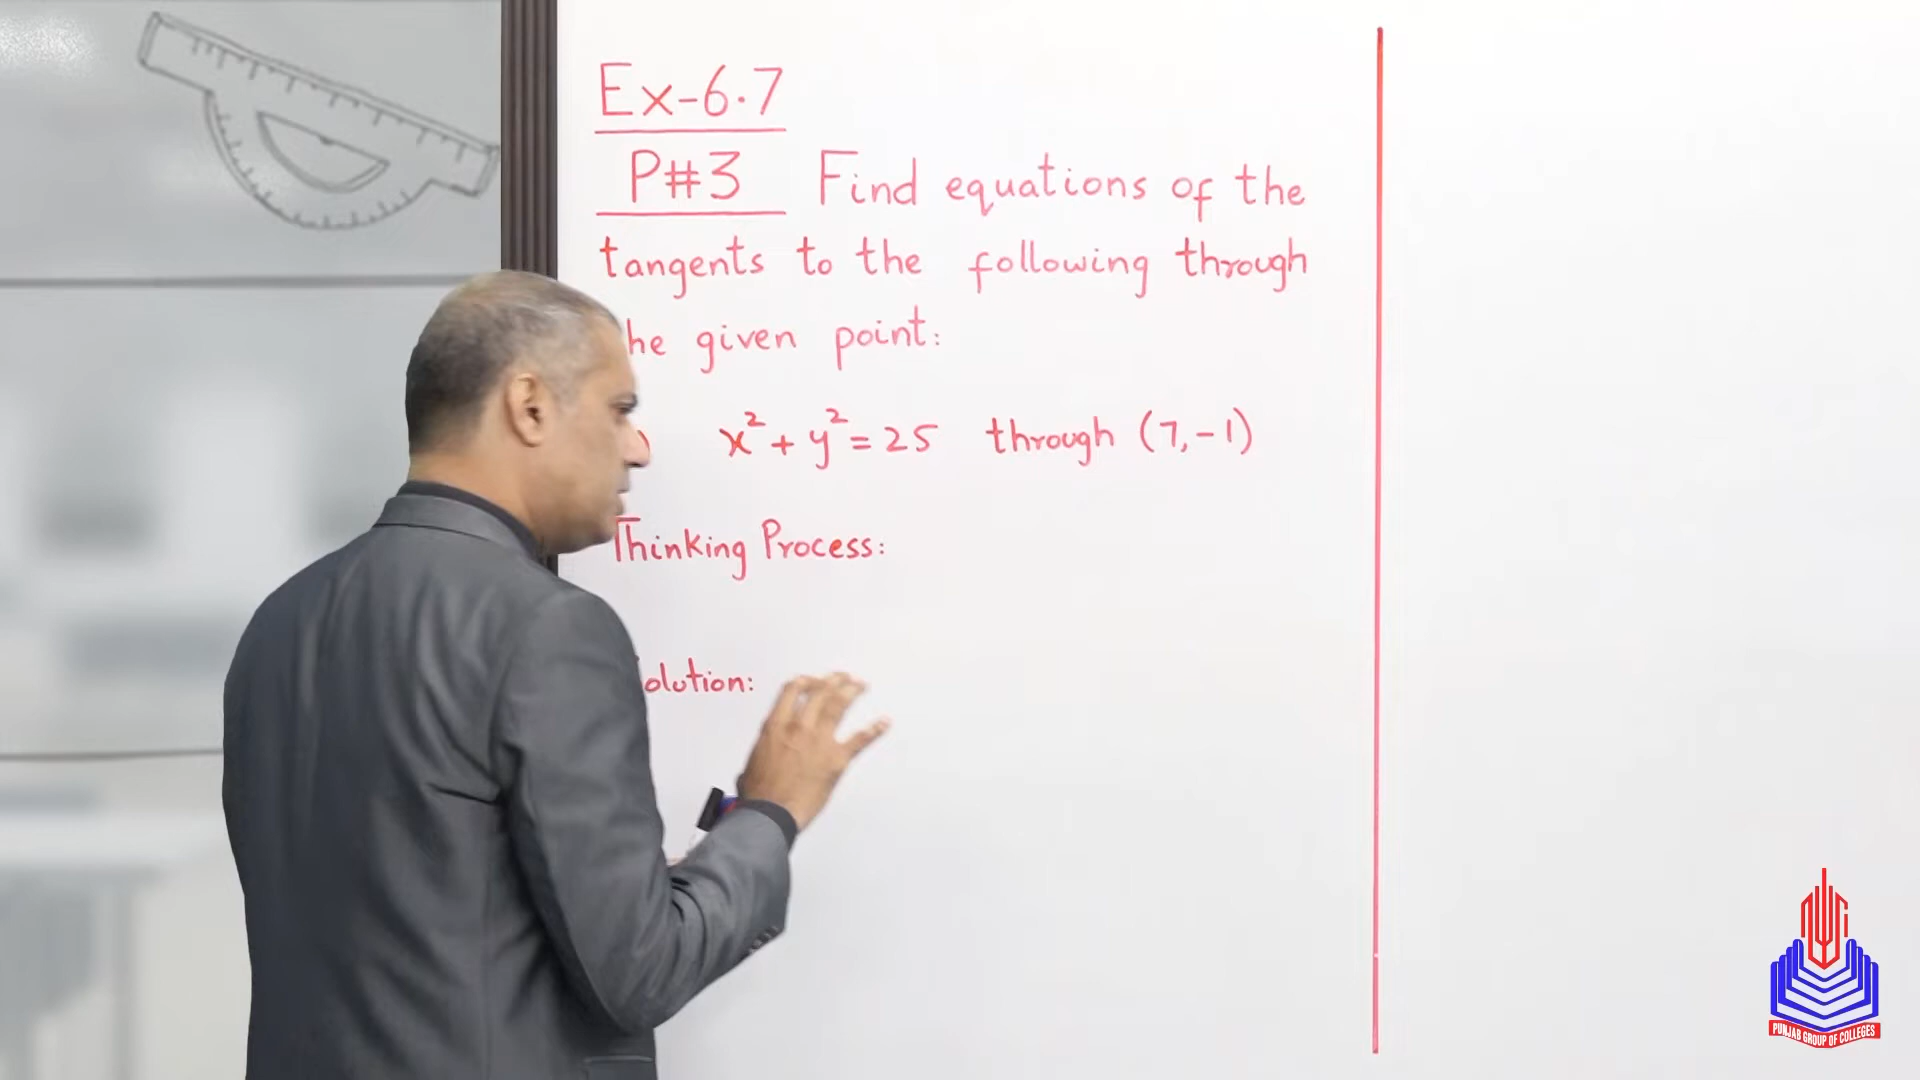 Ex-6.7
P#3 Find equations of the
tangents to the following through
he given point:
) x² + y² = 25 through (7, -1)
Thinking Process:
olution:
PUNJAB GROUP OF COLLEGES